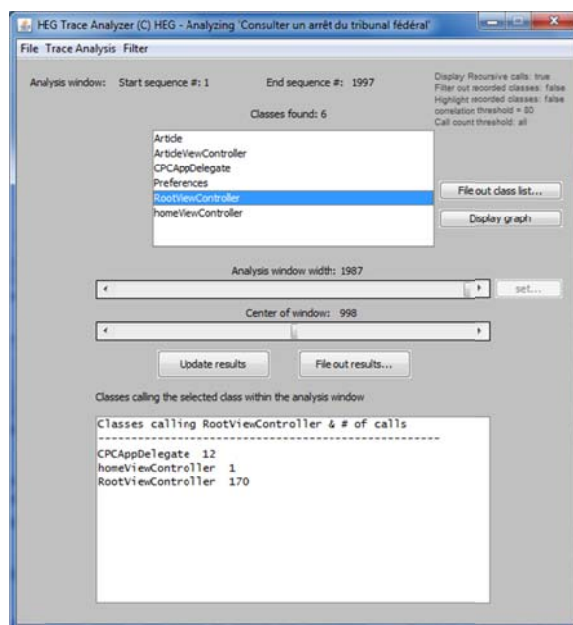 HEG Trace Analyzer (C) HEG - Analyzing 'Consulter un arrêt du tribunal fédéral'
File Trace Analysis Filter
Analysis window: Start sequence #: 1 End sequence #: 1997
Display Recursive calls: true
Filter out recorded classes: false
Highlight recorded classes: false
correlation threshold = 80
Call count threshold: all
Classes found: 6
Article
ArticleViewController
CPCAppDelegate
Preferences
RootViewController
homeViewController
File out class list...
Display graph
Analysis window width: 1987
set...
Center of window: 998
Update results
File out results...
Classes calling the selected class within the analysis window
Classes calling RootViewController & # of calls
---------------------------------------------------
CPCAppDelegate 12
homeViewController 1
RootViewController 170